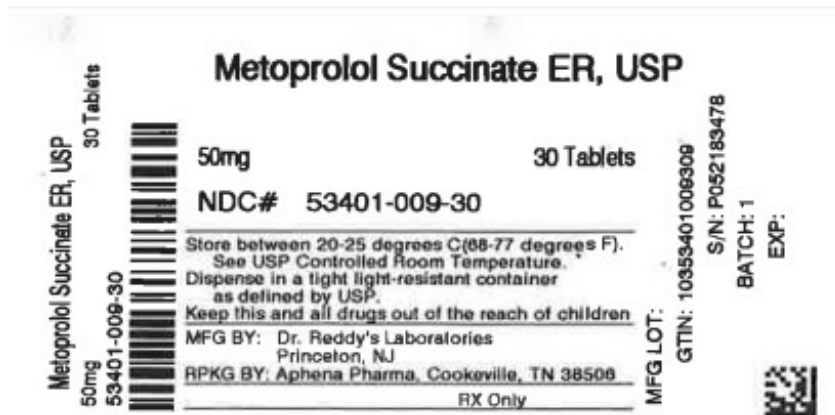 Metoprolol Succinate ER, USP
50mg 30 Tablets
NDC# 53401-009-30
Store between 20-25 degrees C(68-77 degrees F).
See USP Controlled Room Temperature.
Dispense in a tight light-resistant container
as defined by USP.
Keep this and all drugs out of the reach of children
MFG BY: Dr. Reddy's Laboratories
Princeton, NJ
RPKG BY: Aphena Pharma, Cookeville, TN 38506
RX Only
Metoprolol Succinate ER, USP
50mg 30 Tablets
53401-009-30
MFG LOT:
GTIN: 10353401009309
S/N: P052183478
BATCH: 1
EXP: